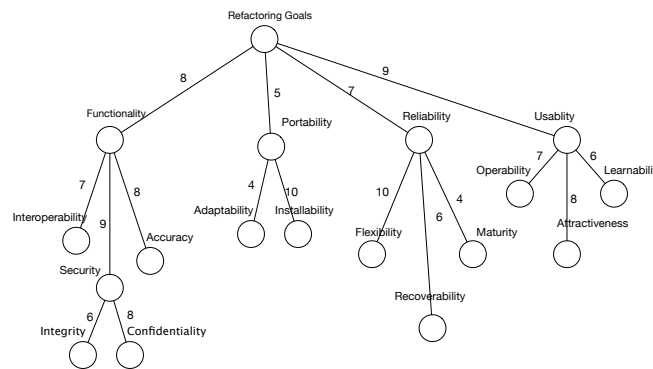 Refactoring Goals
8
5
7
9
Functionality
Portability
Reliability
Usablity
7
9
8
4
10
10
6
4
7
8
6
Operability
Learnabili
Interoperability
Accuracy
Adaptability
Installability
Flexibility
Maturity
Attractiveness
Security
Recoverability
6
8
Integrity
Confidentiality